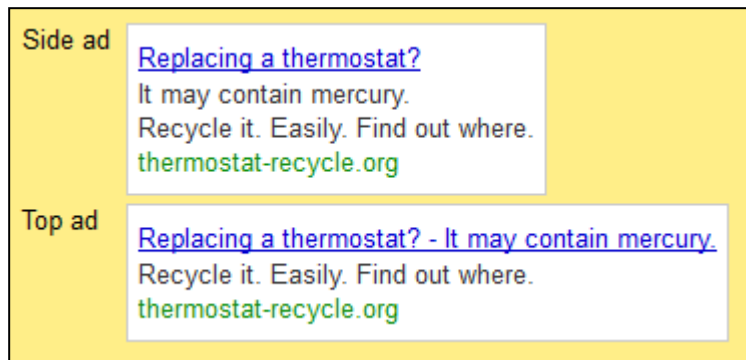 Side ad
Replacing a thermostat?
It may contain mercury.
Recycle it. Easily. Find out where.
thermostat-recycle.org
Top ad
Replacing a thermostat? - It may contain mercury.
Recycle it. Easily. Find out where.
thermostat-recycle.org